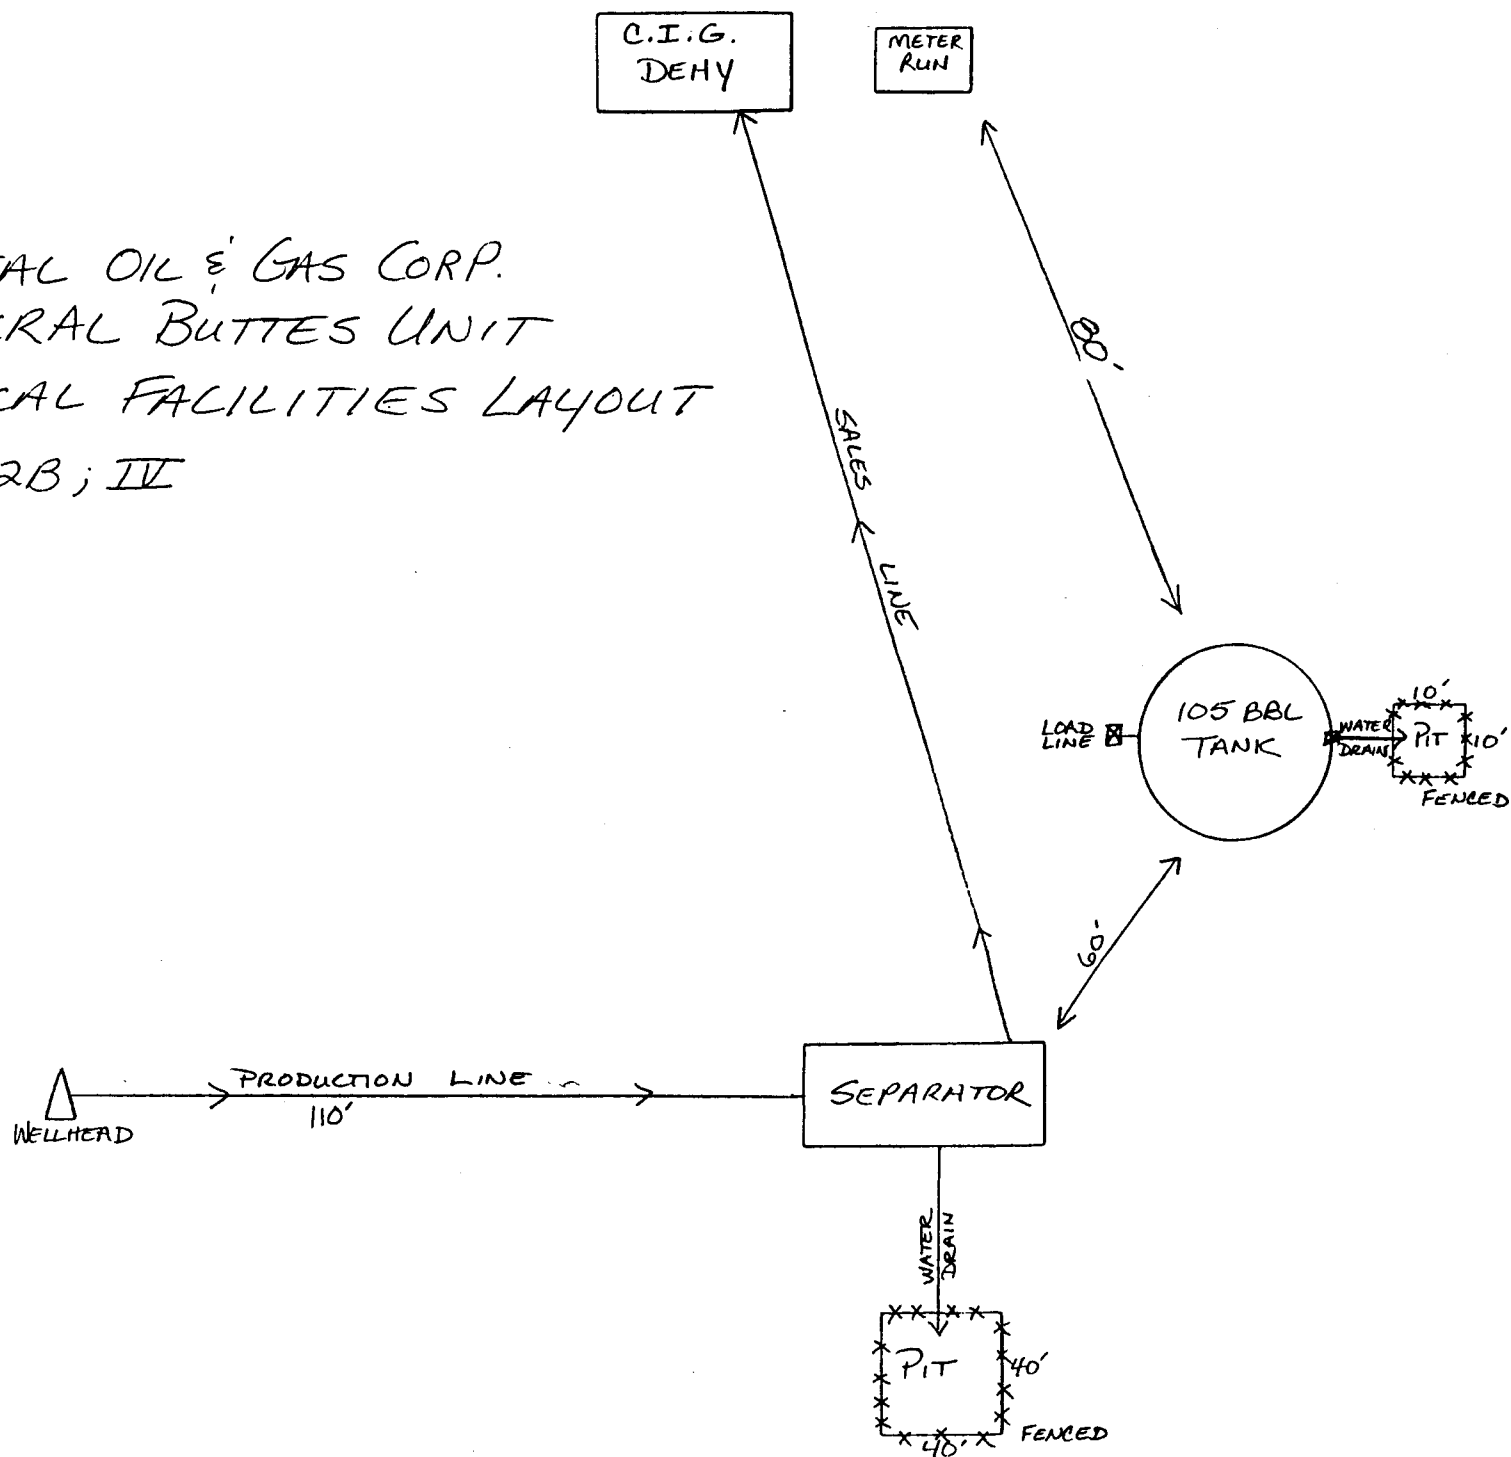 C.I.G.
DEHY
METER
RUN
TAL OIL & GAS CORP.
RAL BUTTES UNIT
CAL FACILITIES LAYOUT
2B; IV
80'
SALES
LINE
105 BBL
TANK
LOAD
LINE
WATER
DRAIN
10'
PIT
10'
FENCED
60'
PRODUCTION LINE
110'
WELLHEAD
SEPARATOR
WATER
DRAIN
PIT
40'
40'
FENCED